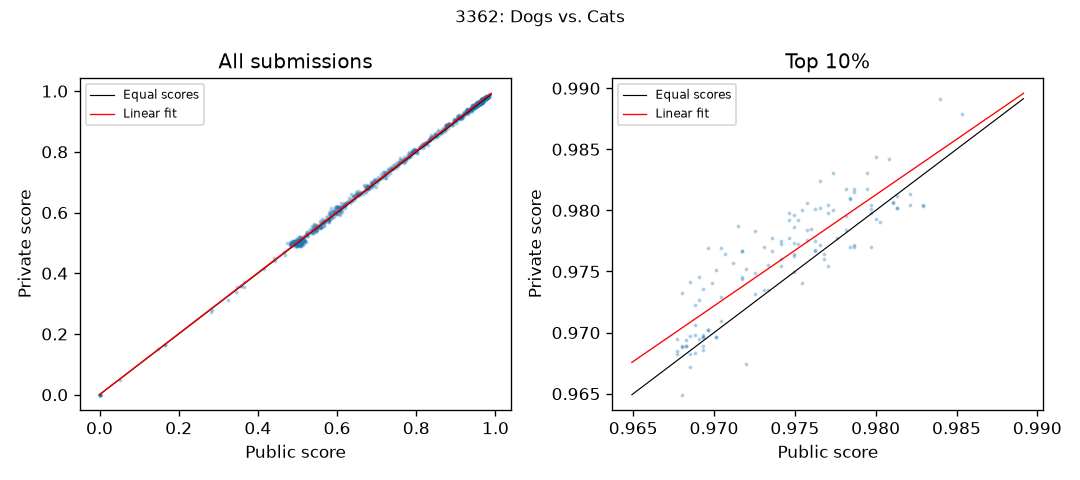 3362: Dogs vs. Cats
All submissions
Equal scores
Linear fit
1.0
0.8
0.6
0.4
0.2
0.0
Private score
0.0 0.2 0.4 0.6 0.8 1.0
Public score
Top 10%
Equal scores
Linear fit
0.990
0.985
0.980
0.975
0.970
0.965
Private score
0.965 0.970 0.975 0.980 0.985 0.990
Public score